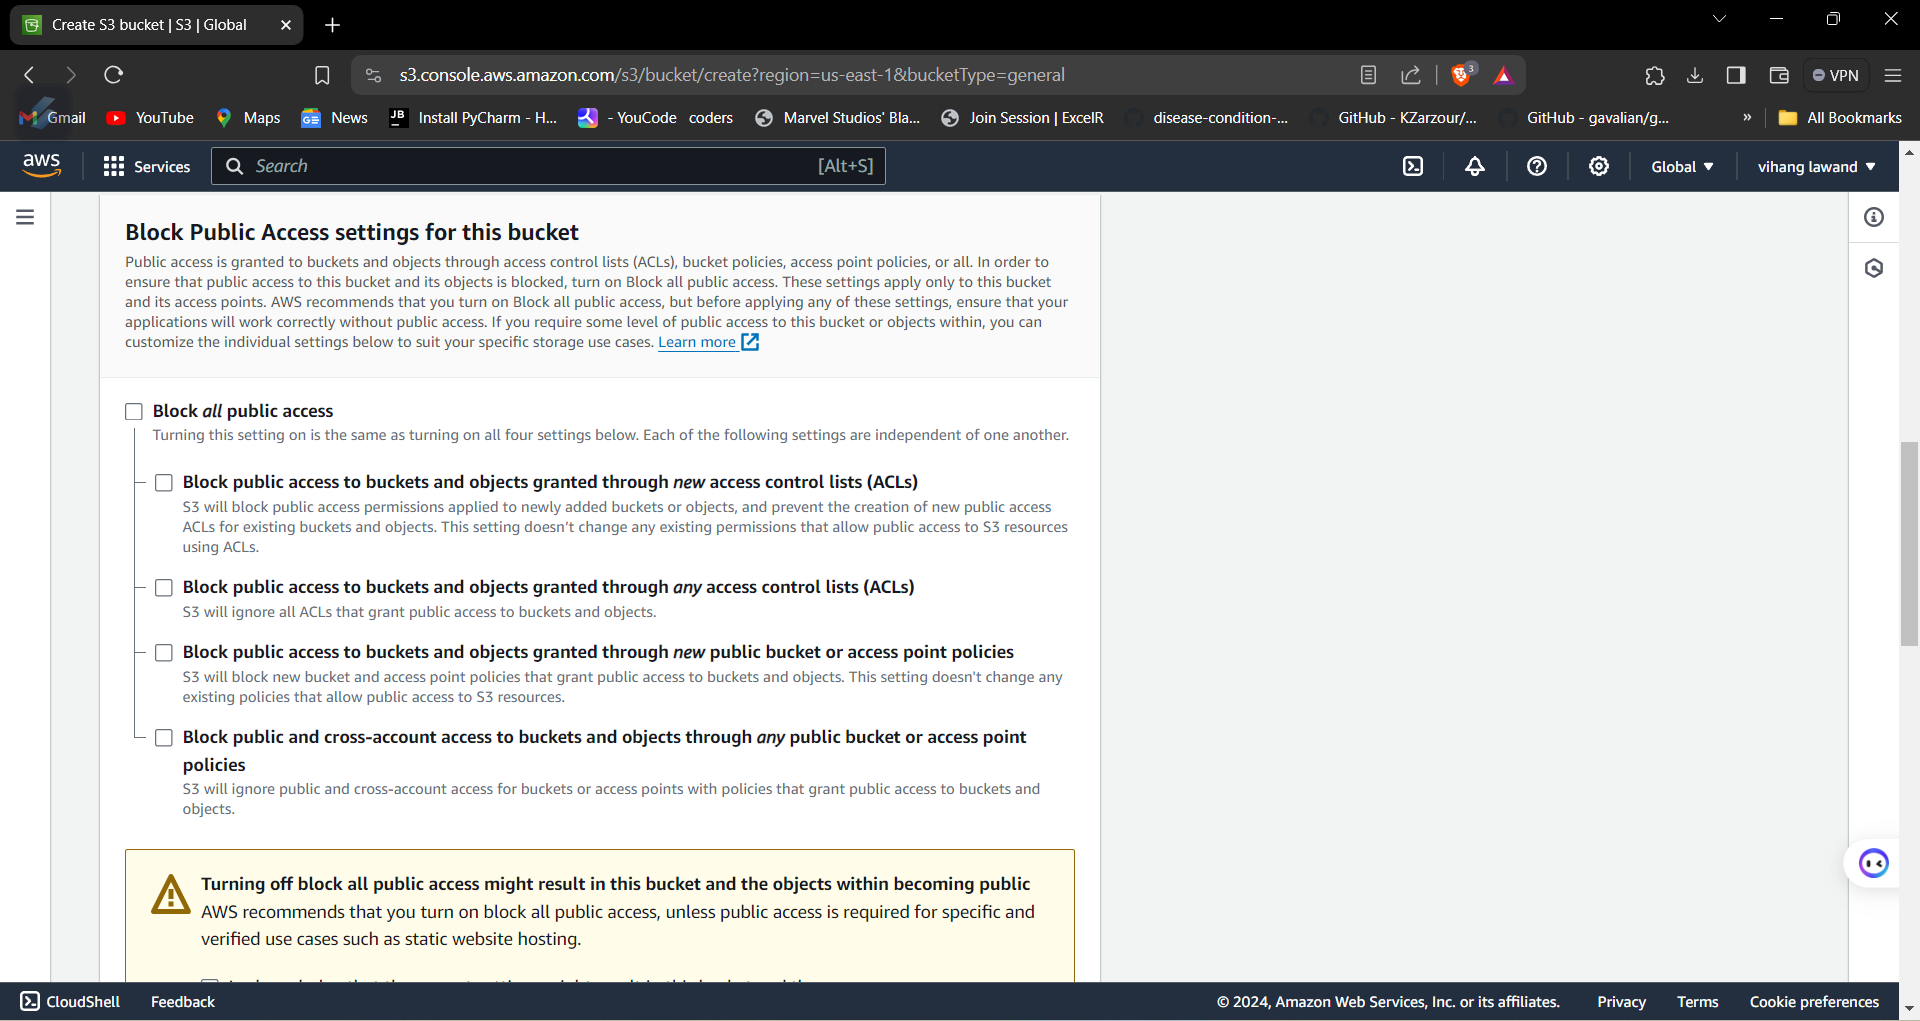 Create S3 bucket | S3 | Global
s3.console.aws.amazon.com/s3/bucket/create?region=us-east-1&bucketType=general
3
VPN
Gmail
YouTube
Maps
News
Install PyCharm - H...
- YouCode coders
Marvel Studios' Bla...
Join Session | ExcelR
disease-condition-...
GitHub - KZarzour/...
GitHub - gavalian/g...
»
All Bookmarks
aws
Services
Search
[Alt+S]
Global
vihang lawand
Block Public Access settings for this bucket
Public access is granted to buckets and objects through access control lists (ACLs), bucket policies, access point policies, or all. In order to
ensure that public access to this bucket and its objects is blocked, turn on Block all public access. These settings apply only to this bucket
and its access points. AWS recommends that you turn on Block all public access, but before applying any of these settings, ensure that your
applications will work correctly without public access. If you require some level of public access to this bucket or objects within, you can
customize the individual settings below to suit your specific storage use cases. Learn more
Block all public access
Turning this setting on is the same as turning on all four settings below. Each of the following settings are independent of one another.
Block public access to buckets and objects granted through new access control lists (ACLs)
S3 will block public access permissions applied to newly added buckets or objects, and prevent the creation of new public access
ACLs for existing buckets and objects. This setting doesn't change any existing permissions that allow public access to S3 resources
using ACLs.
Block public access to buckets and objects granted through any access control lists (ACLs)
S3 will ignore all ACLs that grant public access to buckets and objects.
Block public access to buckets and objects granted through new public bucket or access point policies
S3 will block new bucket and access point policies that grant public access to buckets and objects. This setting doesn't change any
existing policies that allow public access to S3 resources.
Block public and cross-account access to buckets and objects through any public bucket or access point
policies
S3 will ignore public and cross-account access for buckets or access points with policies that grant public access to buckets and
objects.
Turning off block all public access might result in this bucket and the objects within becoming public
AWS recommends that you turn on block all public access, unless public access is required for specific and
verified use cases such as static website hosting.
CloudShell
Feedback
© 2024, Amazon Web Services, Inc. or its affiliates.
Privacy
Terms
Cookie preferences